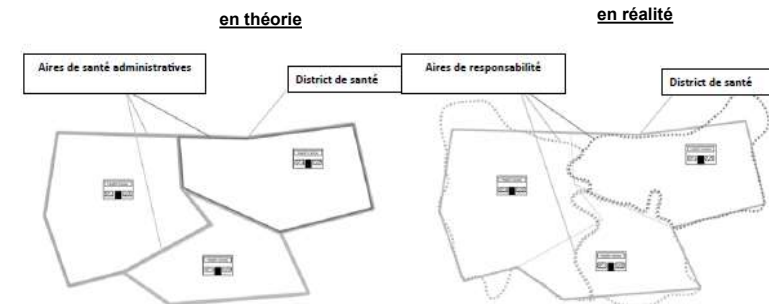 en théorie
en réalité
Aires de santé administratives
District de santé
Aires de responsabilité
District de santé